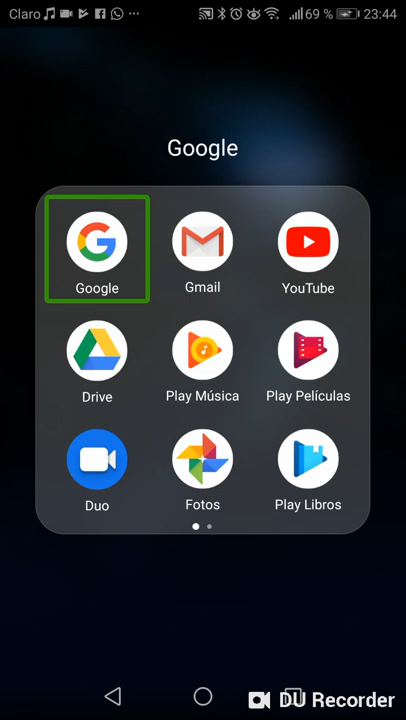 Claro ... 69 % 23:44
Google
Google Gmail YouTube
Drive Play Música Play Películas
Duo Fotos Play Libros
DU Recorder